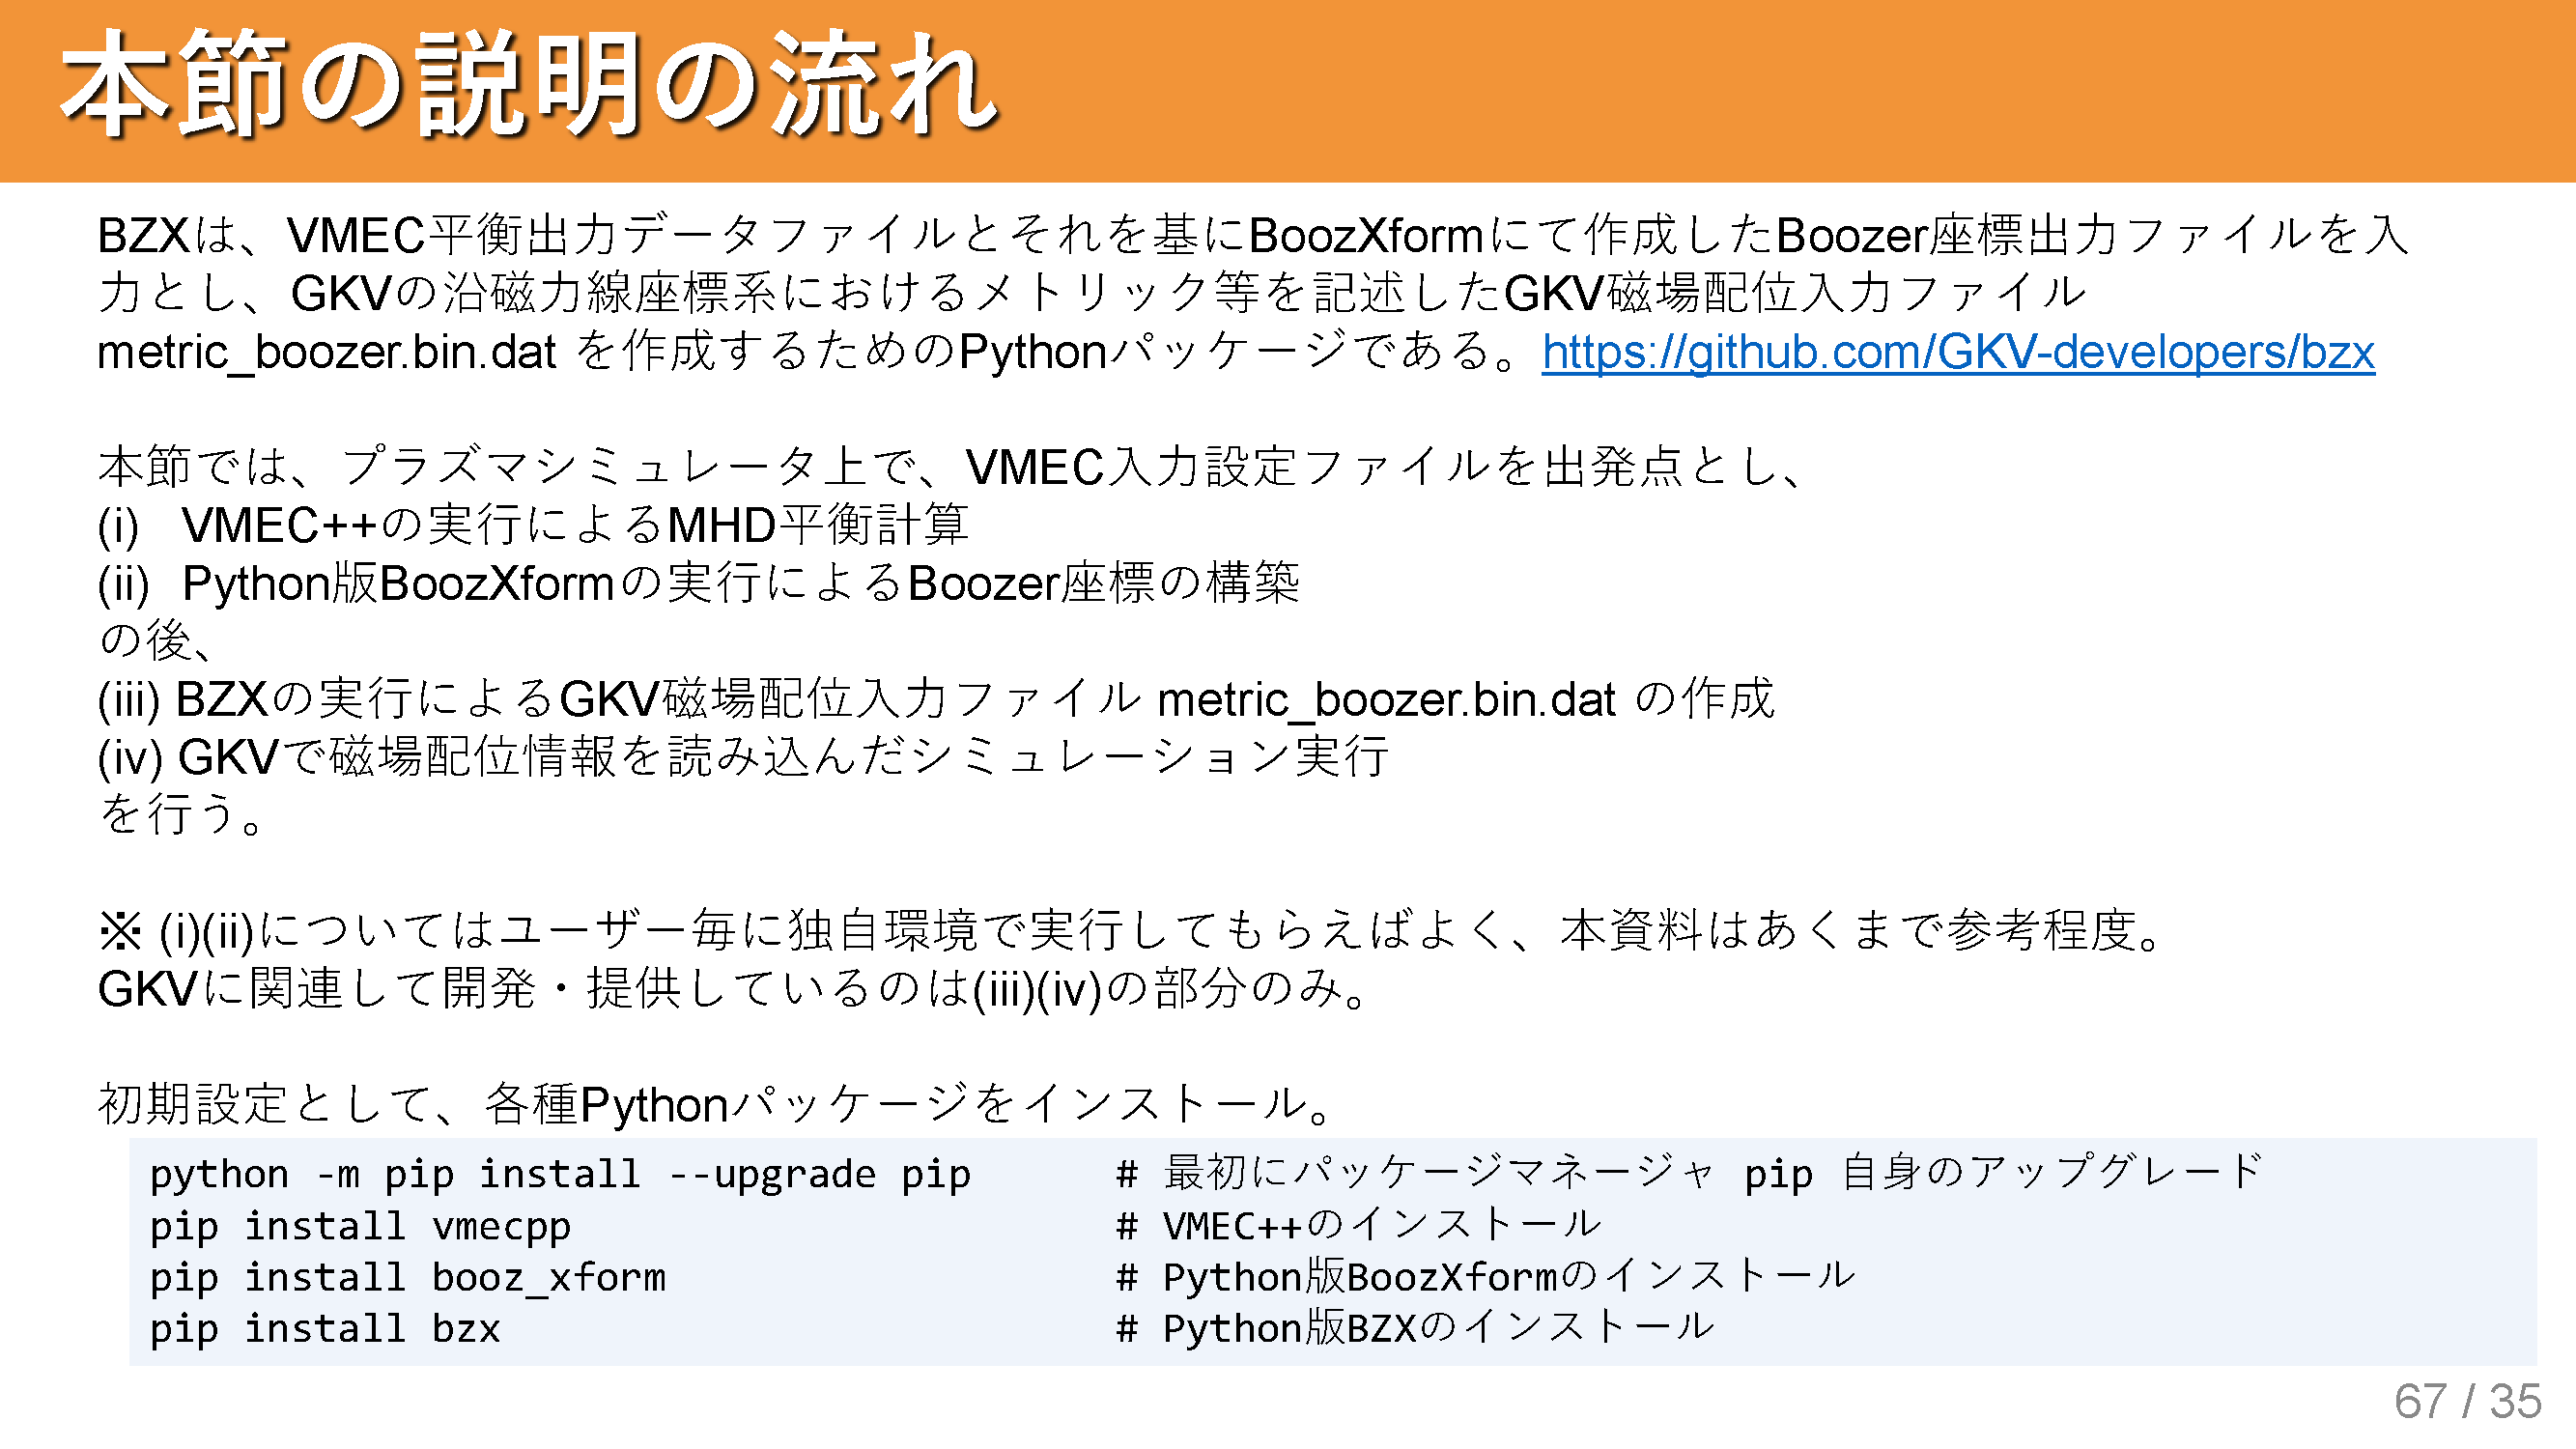 本節の説明の流れ
BZXは、VMEC平衡出力データファイルとそれを基にBoozXformにて作成したBoozer座標出力ファイルを入
力とし、GKVの沿磁力線座標系におけるメトリック等を記述したGKV磁場配位入力ファイル
metric_boozer.bin.dat を作成するためのPythonパッケージである。https://github.com/GKV-developers/bzx
本節では、プラズマシミュレータ上で、VMEC入力設定ファイルを出発点とし、
(i) VMEC++の実行によるMHD平衡計算
(ii) Python版BoozXformの実行によるBoozer座標の構築
の後、
(iii) BZXの実行によるGKV磁場配位入力ファイル metric_boozer.bin.dat の作成
(iv) GKVで磁場配位情報を読み込んだシミュレーション実行
を行う。
※ (i)(ii)についてはユーザー毎に独自環境で実行してもらえばよく、本資料はあくまで参考程度。
GKVに関連して開発・提供しているのは(iii)(iv)の部分のみ。
初期設定として、各種Pythonパッケージをインストール。
python -m pip install --upgrade pip # 最初にパッケージマネージャ pip 自身のアップグレード
pip install vmecpp # VMEC++のインストール
pip install booz_xform # Python版BoozXformのインストール
pip install bzx # Python版BZXのインストール
67 / 35